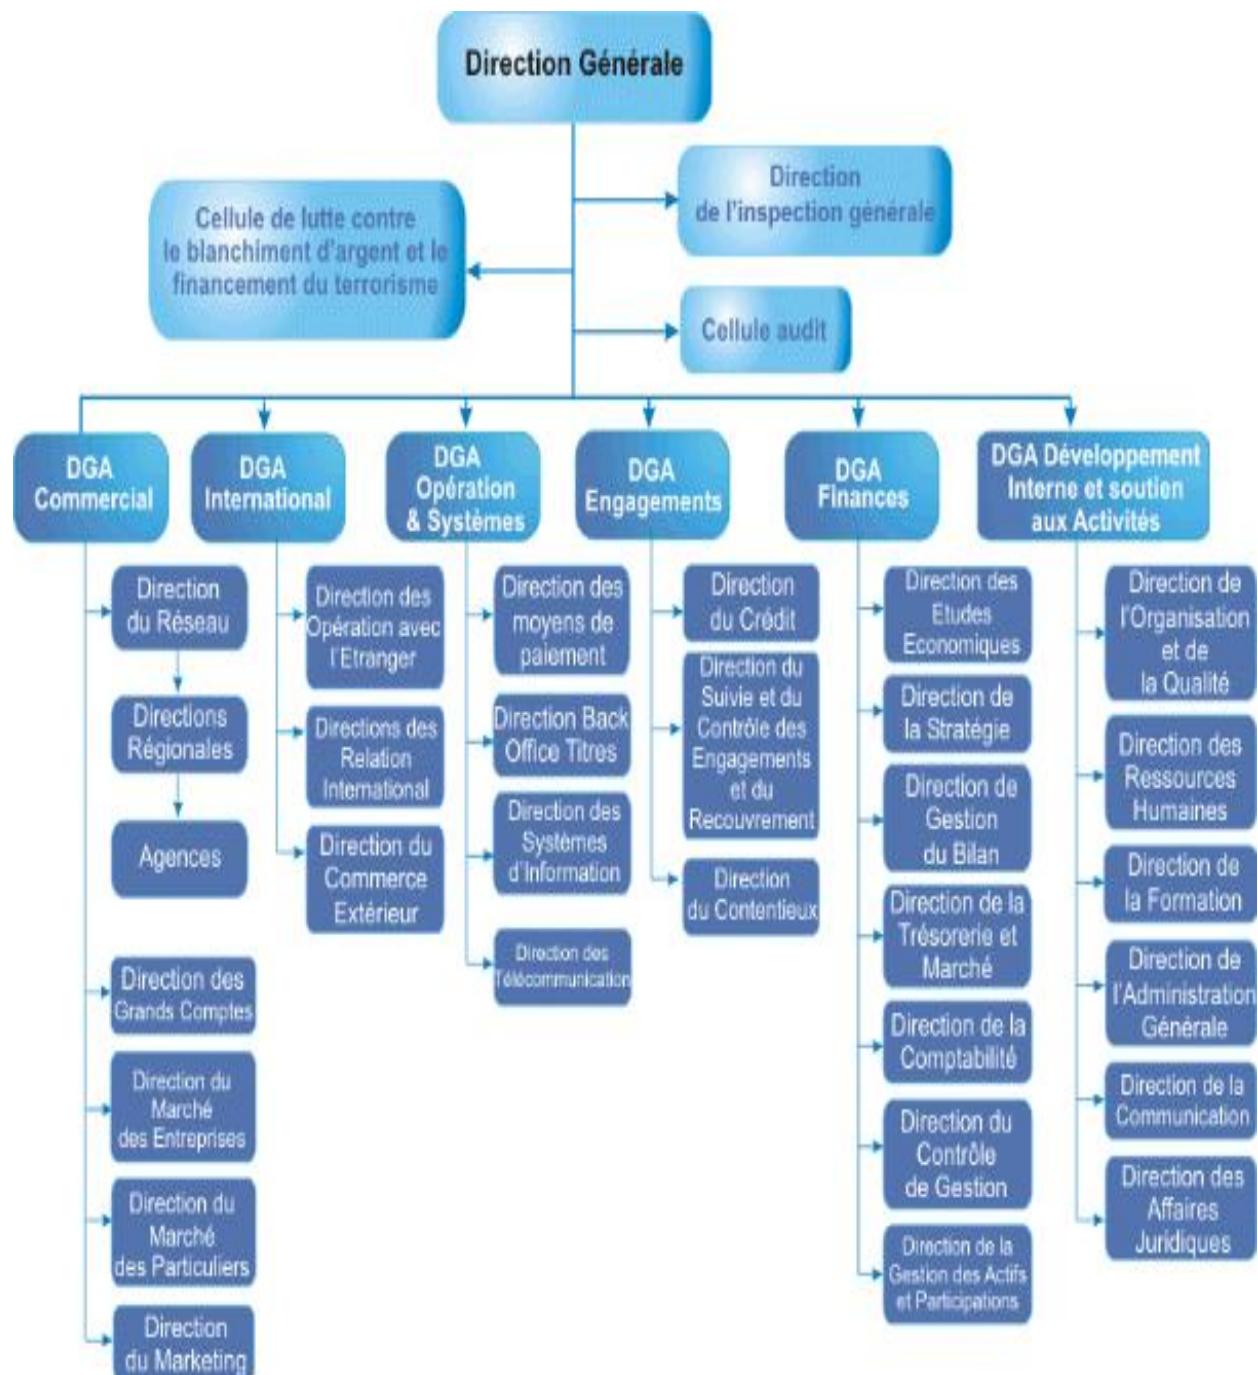 Direction Générale
Direction
de l'inspection générale
Cellule de lutte contre
le blanchiment d'argent et le
financement du terrorisme
Cellule audit
DGA
Commercial
DGA
International
DGA
Opération
& Systèmes
DGA
Engagements
DGA
Finances
DGA Développement
Interne et soutien
aux Activités
Direction
du Réseau
Directions
Régionales
Agences
Direction des
Grands Comptes
Direction du
Marché
des Entreprises
Direction du
Marché
des Particuliers
Direction
du Marketing
Direction des
Opération avec
l'Etranger
Directions des
Relation
International
Direction du
Commerce
Extérieur
Direction des
moyens de
paiement
Direction Back
Office Titres
Direction des
Systèmes
d'Information
Direction des
Télécommunication
Direction
du Crédit
Direction du
Suivie et du
Contrôle des
Engagements
et du
Recouvrement
Direction
du Contentieux
Direction des
Etudes
Economiques
Direction de
la Stratégie
Direction de
Gestion
du Bilan
Direction de la
Trésorerie et
Marché
Direction de la
Comptabilité
Direction du
Contrôle
de Gestion
Direction de la
Gestion des Actifs
et Participations
Direction de
l'Organisation
et de
la Qualité
Direction des
Ressources
Humaines
Direction de
la Formation
Direction de
l'Administration
Générale
Direction de la
Communication
Direction des
Affaires
Juridiques